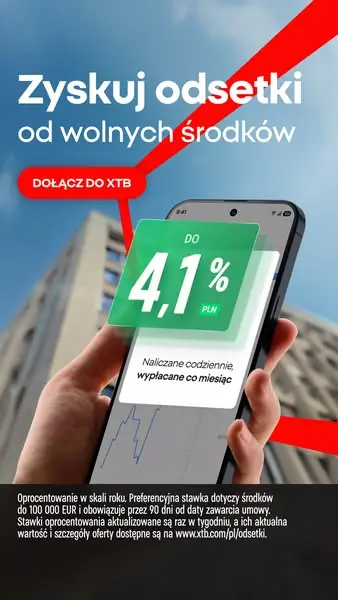 Zyskuj odsetki
od wolnych środków
DOŁĄCZ DO XTB
9:41
DO
4,1%
PLN
Naliczane codziennie,
wypłacane co miesiąc
Oprocentowanie w skali roku. Preferencyjna stawka dotyczy środków
do 100 000 EUR i obowiązuje przez 90 dni od daty zawarcia umowy.
Stawki oprocentowania aktualizowane są raz w tygodniu, a ich aktualna
wartość i szczegóły oferty dostępne są na www.xtb.com/pl/odsetki.